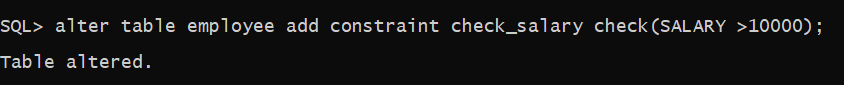 SQL> alter table employee add constraint check_salary check(SALARY >10000);
Table altered.